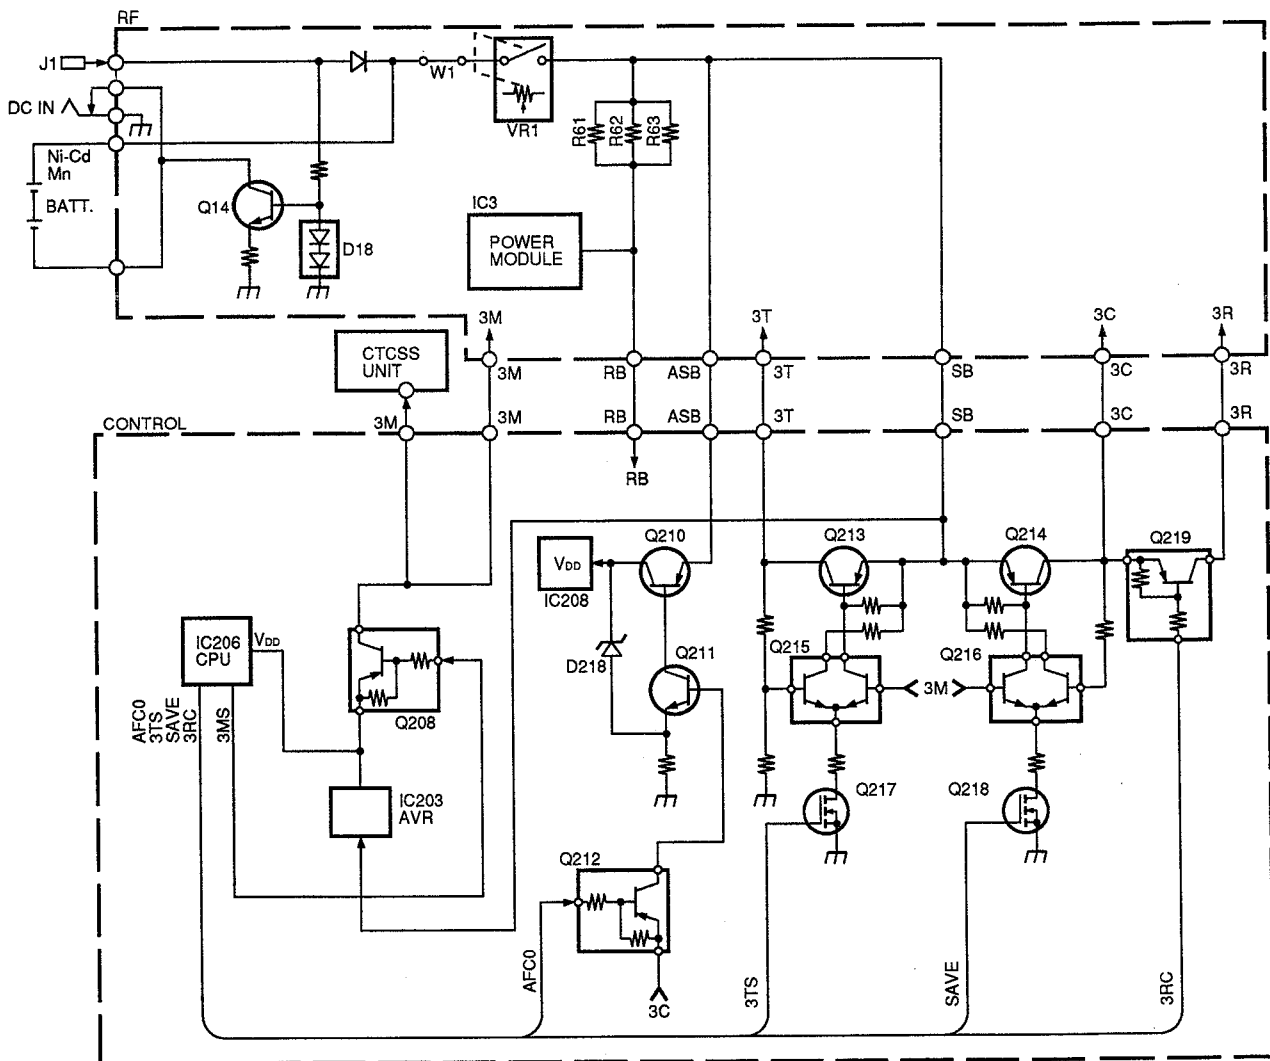 RF
J1
W1
DC IN
VR1
R61
R62
R63
Ni-Cd
Mn
BATT.
Q14
D18
IC3
POWER
MODULE
3M
3T
3C
3R
CTCSS
UNIT
3M
RB
ASB
3T
SB
3C
3R
CONTROL
3M
3M
RB
ASB
3T
SB
3C
3R
RB
Q210
Q213
Q214
Q219
VDD
IC208
IC206
CPU
VDD
D218
Q211
Q215
Q216
3M
Q208
AFC0
3TS
SAVE
3RC
3MS
IC203
AVR
Q217
Q218
Q212
AFC0
3C
3TS
SAVE
3RC